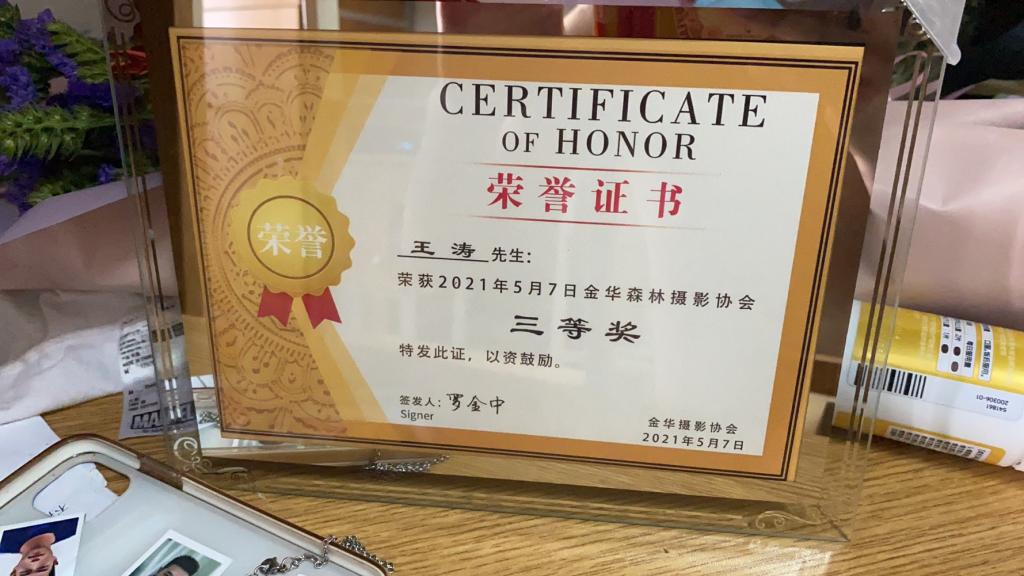 CERTIFICATE
OF HONOR
荣誉证书
荣誉
王涛 先生：
荣获2021年5月7日金华森林摄影协会
三等奖
特发此证，以资鼓励。
签发人：罗金中
Signer
金华摄影协会
2021年5月7日
200306-01